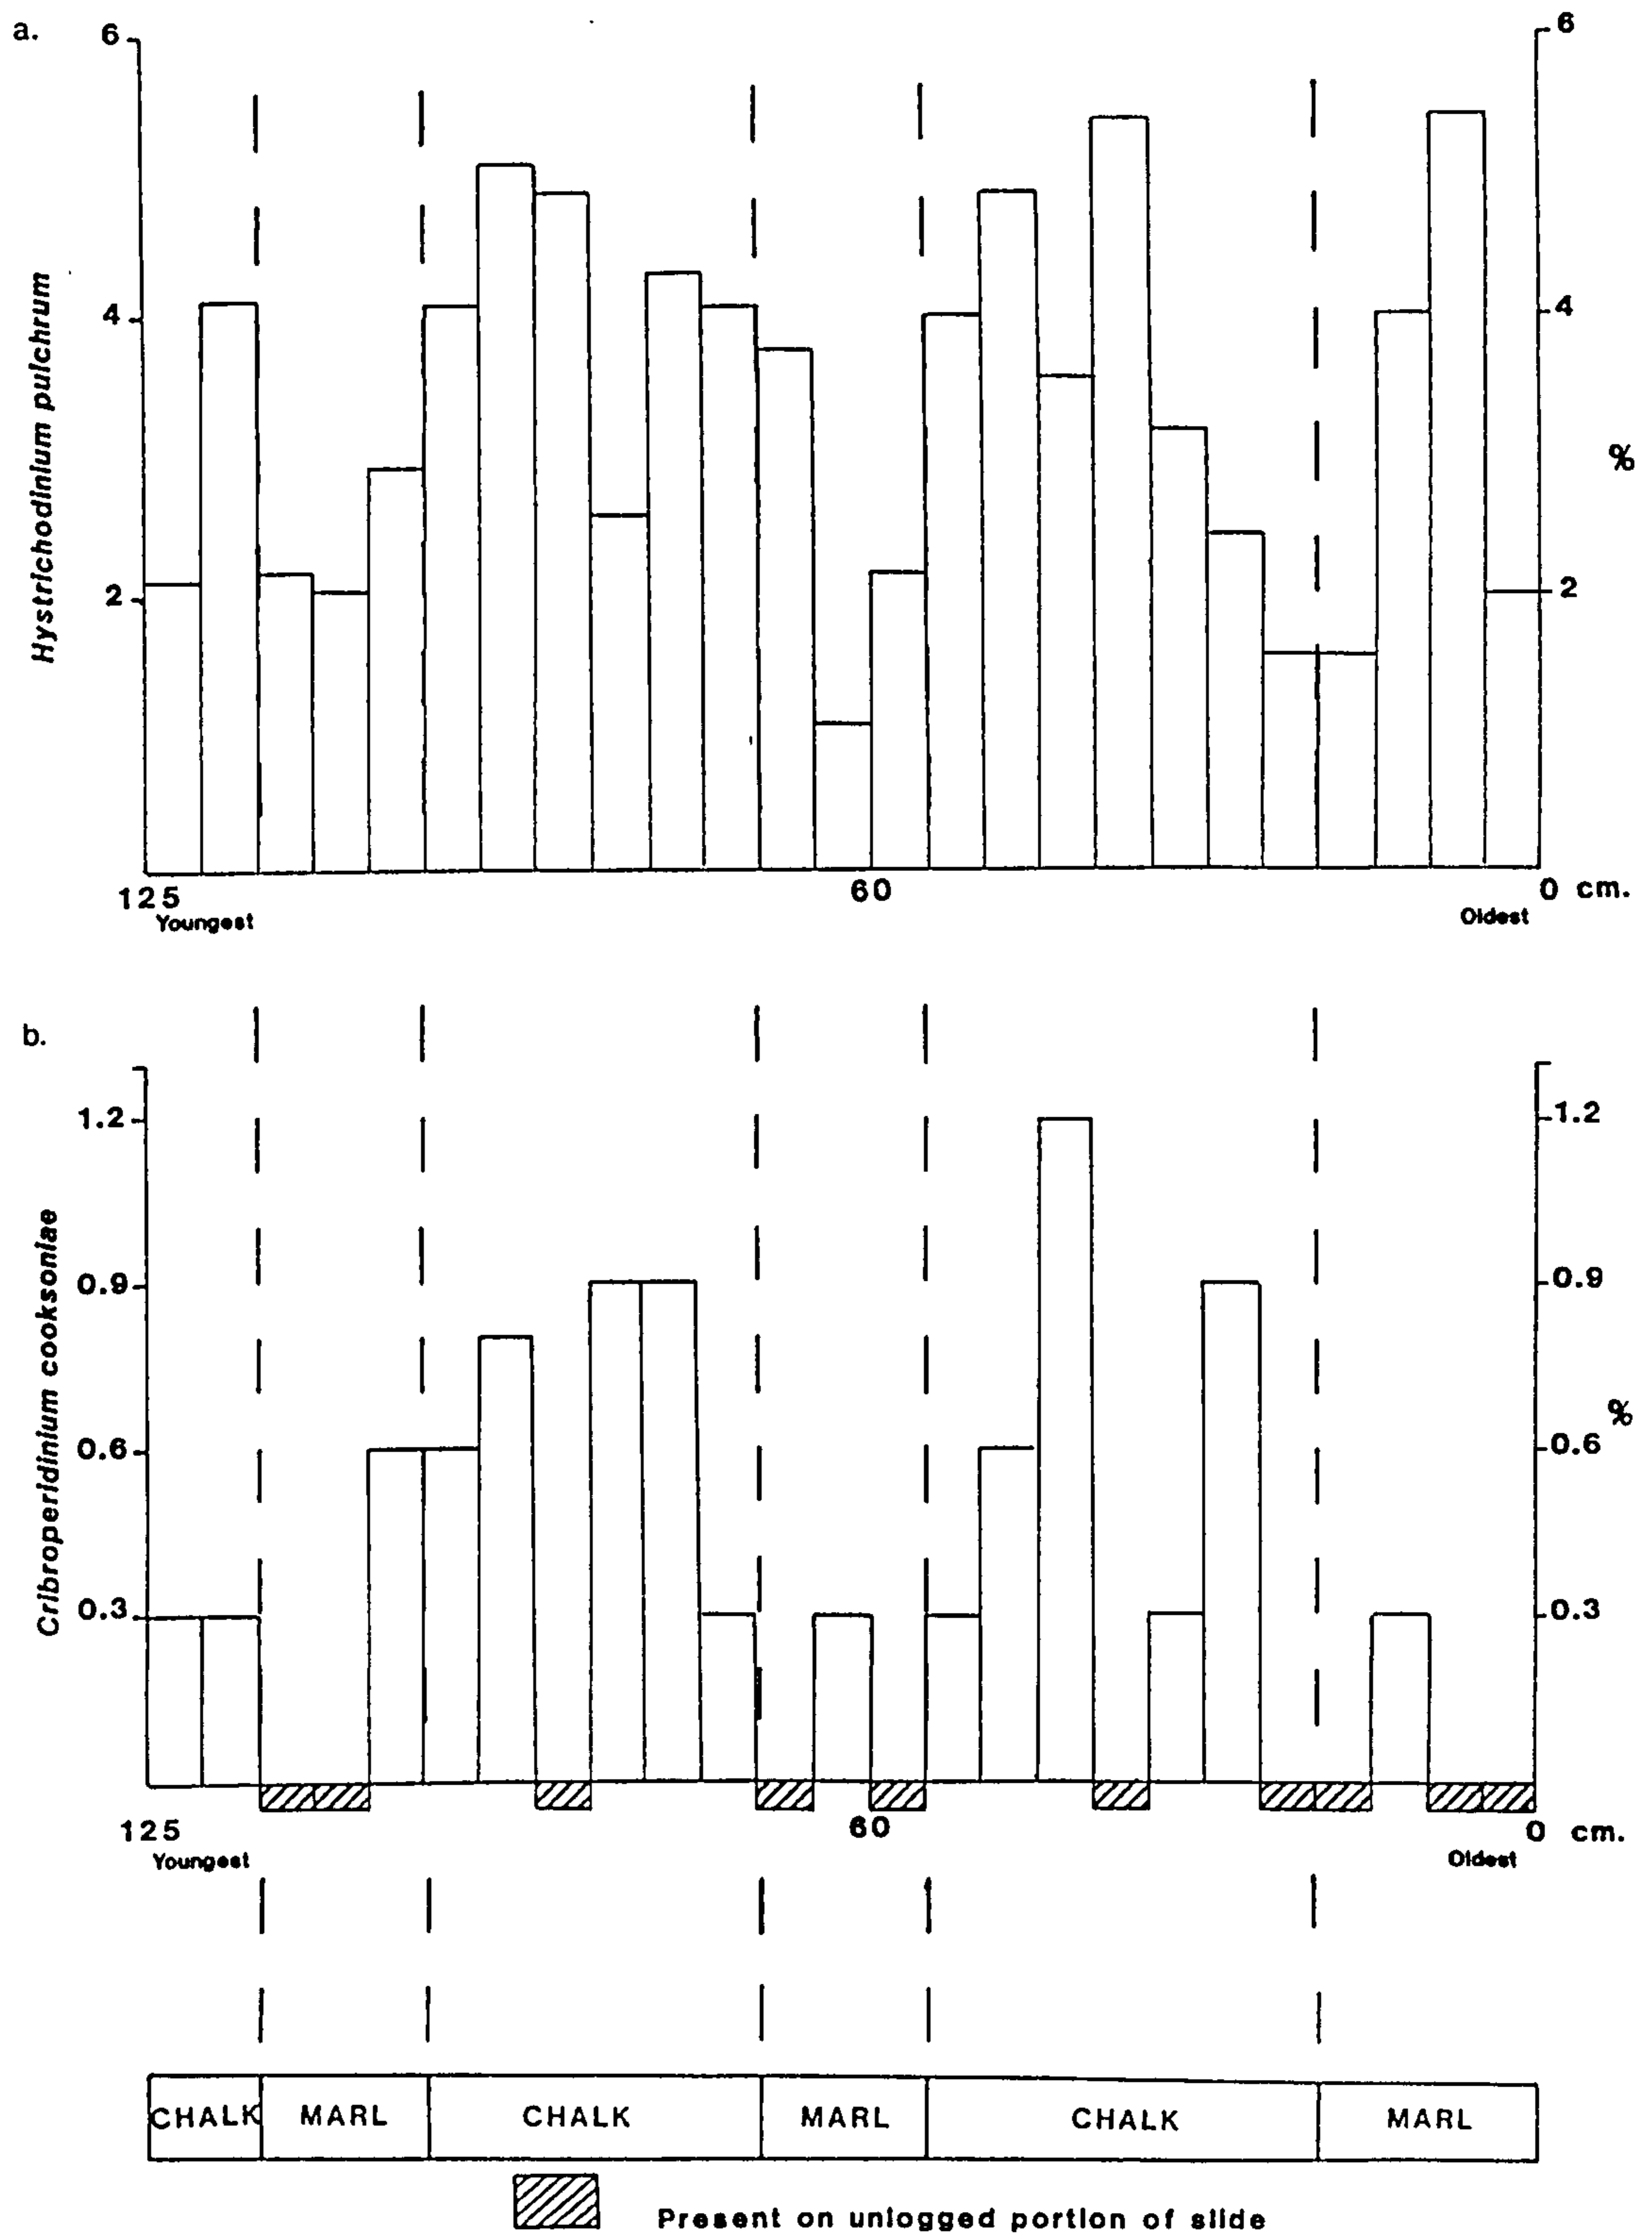 a.
6
6
Hystrichodinium pulchrum
4
4
%
2
2
125
60
0 cm.
Youngest
Oldest
b.
1.2
1.2
Cribroperidinium cooksoniae
0.9
0.9
%
0.6
0.6
0.3
0.3
125
60
0 cm.
Youngest
Oldest
CHALK MARL CHALK MARL CHALK MARL
Present on unlogged portion of slide